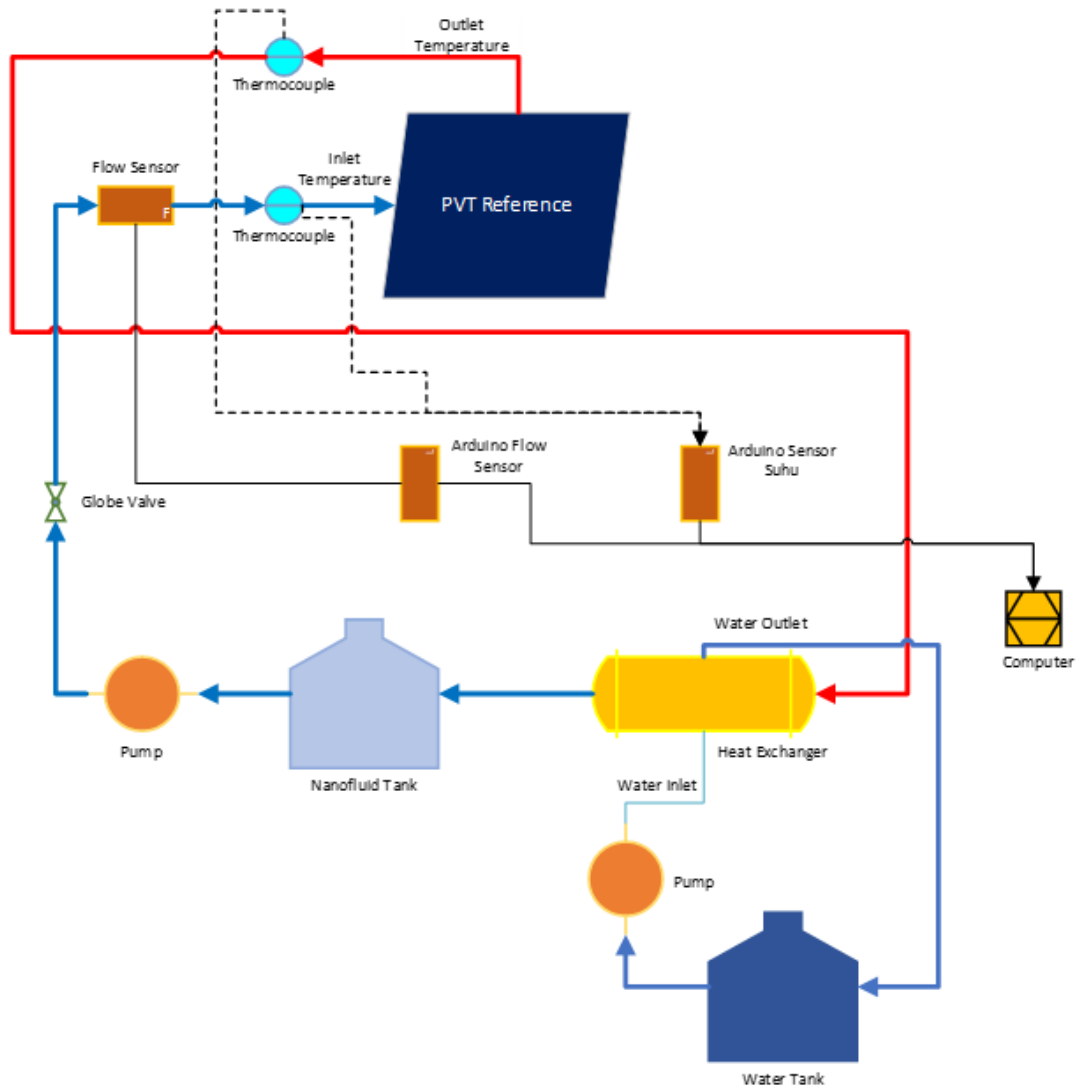 Outlet
Temperature
Thermocouple
Flow Sensor
F
Inlet
Temperature
Thermocouple
PVT Reference
Arduino Flow
Sensor
L
Arduino Sensor
Suhu
L
Globe Valve
Water Outlet
Computer
Pump
Nanofluid Tank
Heat Exchanger
Water Inlet
Pump
Water Tank